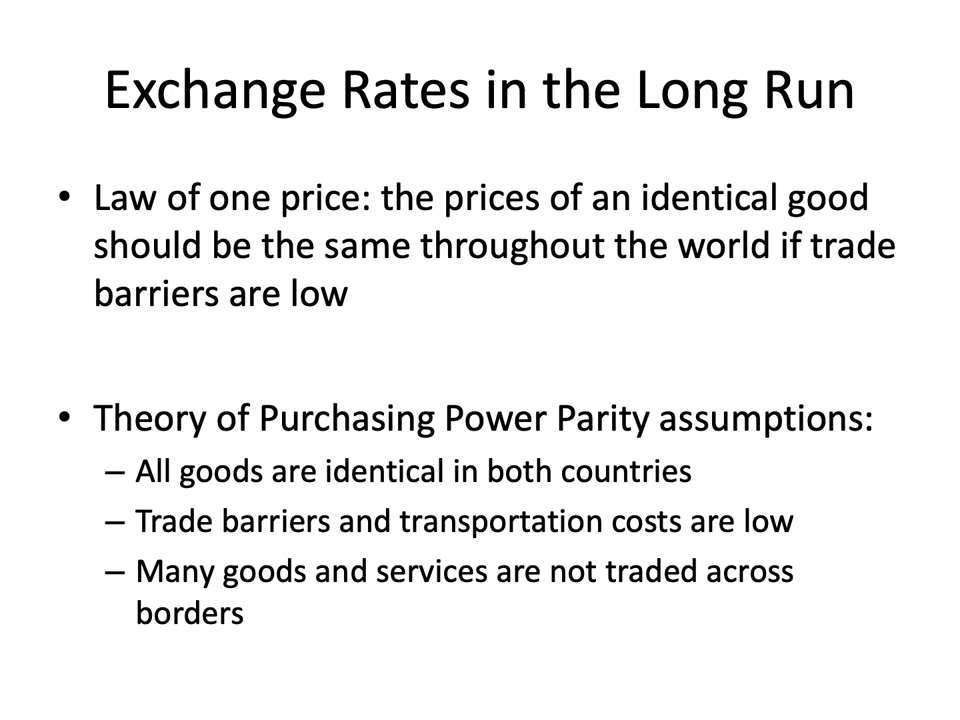 Exchange Rates in the Long Run
• Law of one price: the prices of an identical good
should be the same throughout the world if trade
barriers are low
• Theory of Purchasing Power Parity assumptions:
– All goods are identical in both countries
– Trade barriers and transportation costs are low
– Many goods and services are not traded across
borders